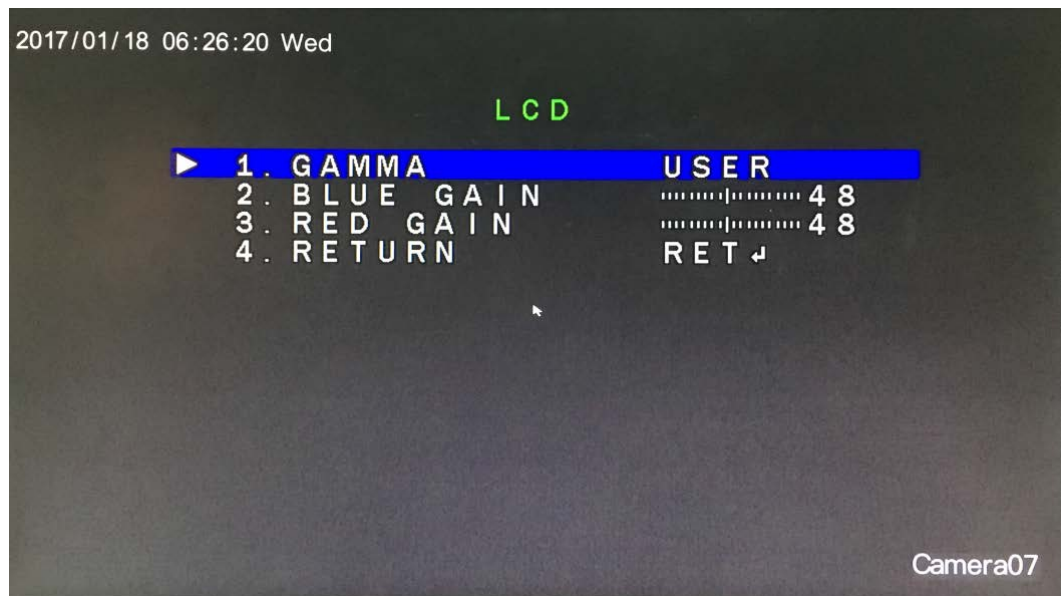 2017/01/18 06:26:20 Wed
LCD
1. GAMMA USER
2. BLUE GAIN 48
3. RED GAIN 48
4. RETURN RET↲
Camera07